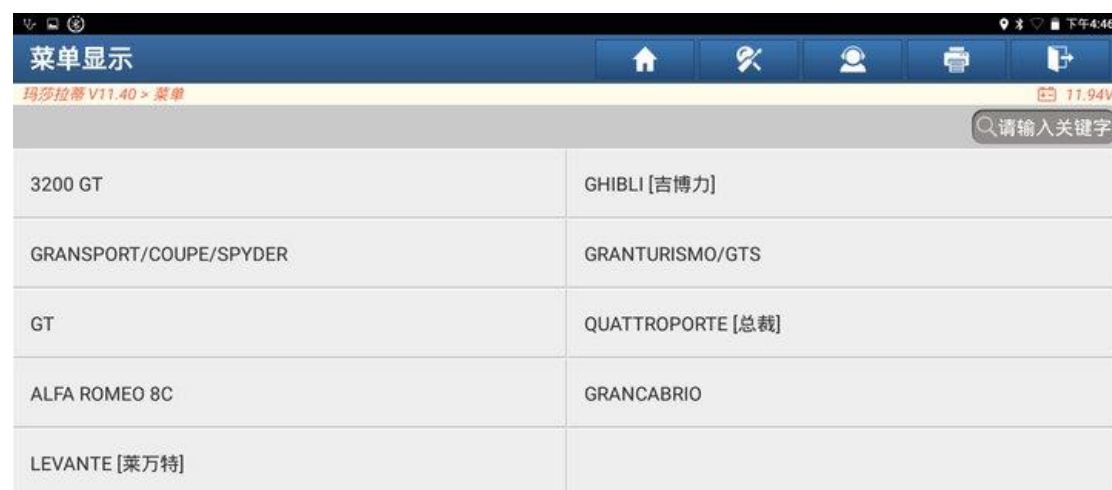 下午4:46
菜单显示
玛莎拉蒂 V11.40 > 菜单
11.94V
请输入关键字
3200 GT
GHIBLI [吉博力]
GRANSPORT/COUPE/SPYDER
GRANTURISMO/GTS
GT
QUATTROPORTE [总裁]
ALFA ROMEO 8C
GRANCABRIO
LEVANTE [莱万特]